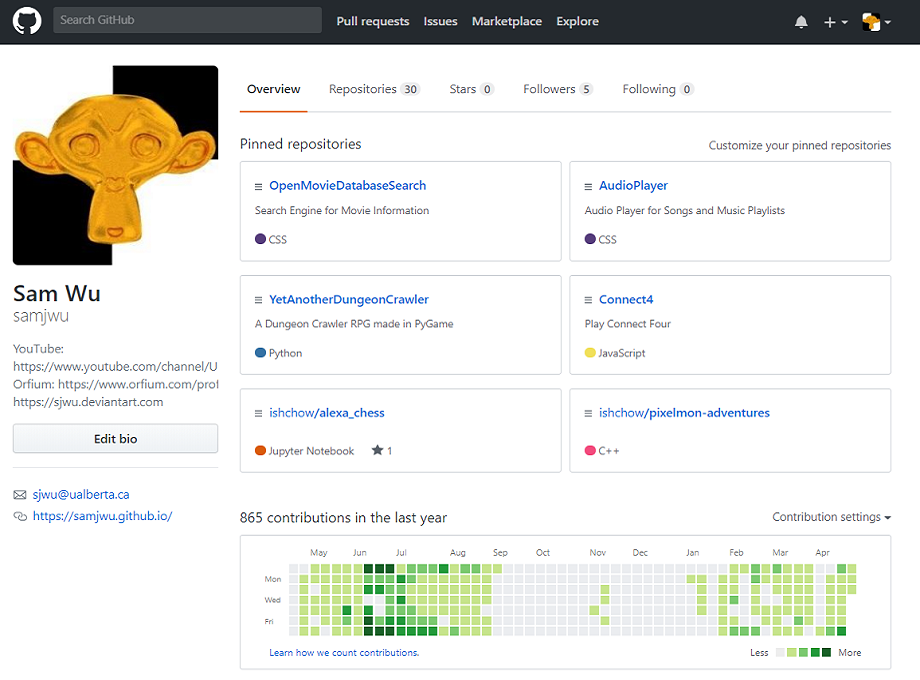 Search GitHub Pull requests Issues Marketplace Explore
Overview Repositories 30 Stars 0 Followers 5 Following 0
Pinned repositories Customize your pinned repositories
OpenMovieDatabaseSearch
Search Engine for Movie Information
CSS
AudioPlayer
Audio Player for Songs and Music Playlists
CSS
YetAnotherDungeonCrawler
A Dungeon Crawler RPG made in PyGame
Python
Connect4
Play Connect Four
JavaScript
ishchow/alexa_chess
Jupyter Notebook 1
ishchow/pixelmon-adventures
C++
Sam Wu
samjwu
YouTube:
https://www.youtube.com/channel/U
Orfium: https://www.orfium.com/prof
https://sjwu.deviantart.com
Edit bio
sjwu@ualberta.ca
https://samjwu.github.io/
865 contributions in the last year Contribution settings
May Jun Jul Aug Sep Oct Nov Dec Jan Feb Mar Apr
Mon
Wed
Fri
Learn how we count contributions. Less More